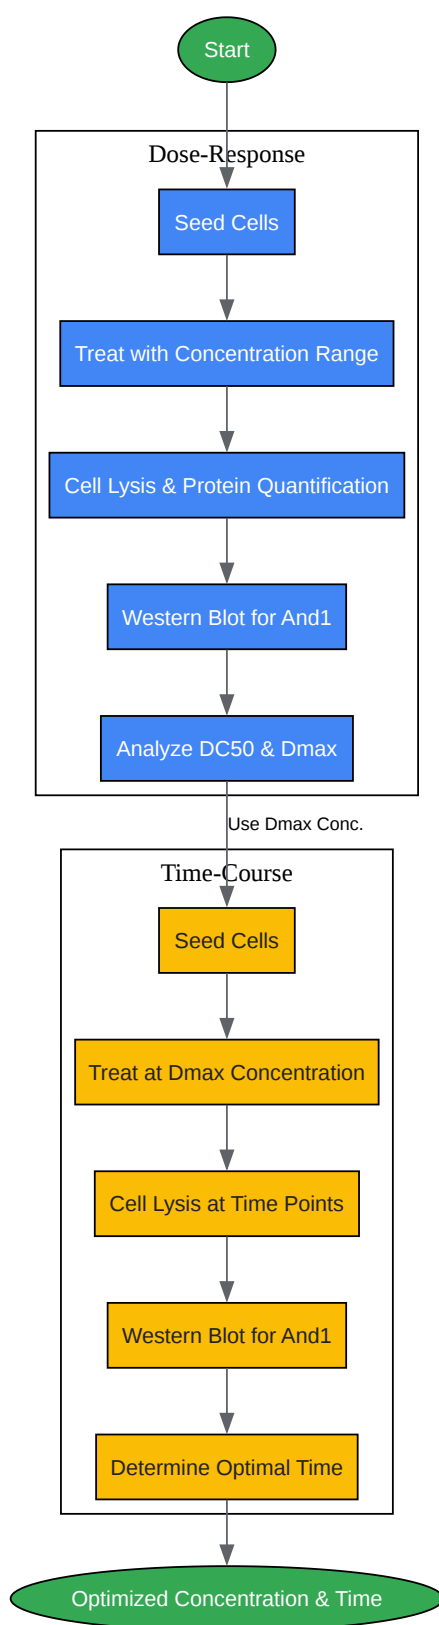 Start
Dose-Response
Seed Cells
Treat with Concentration Range
Cell Lysis & Protein Quantification
Western Blot for And1
Analyze DC50 & Dmax
Use Dmax Conc.
Time-Course
Seed Cells
Treat at Dmax Concentration
Cell Lysis at Time Points
Western Blot for And1
Determine Optimal Time
Optimized Concentration & Time